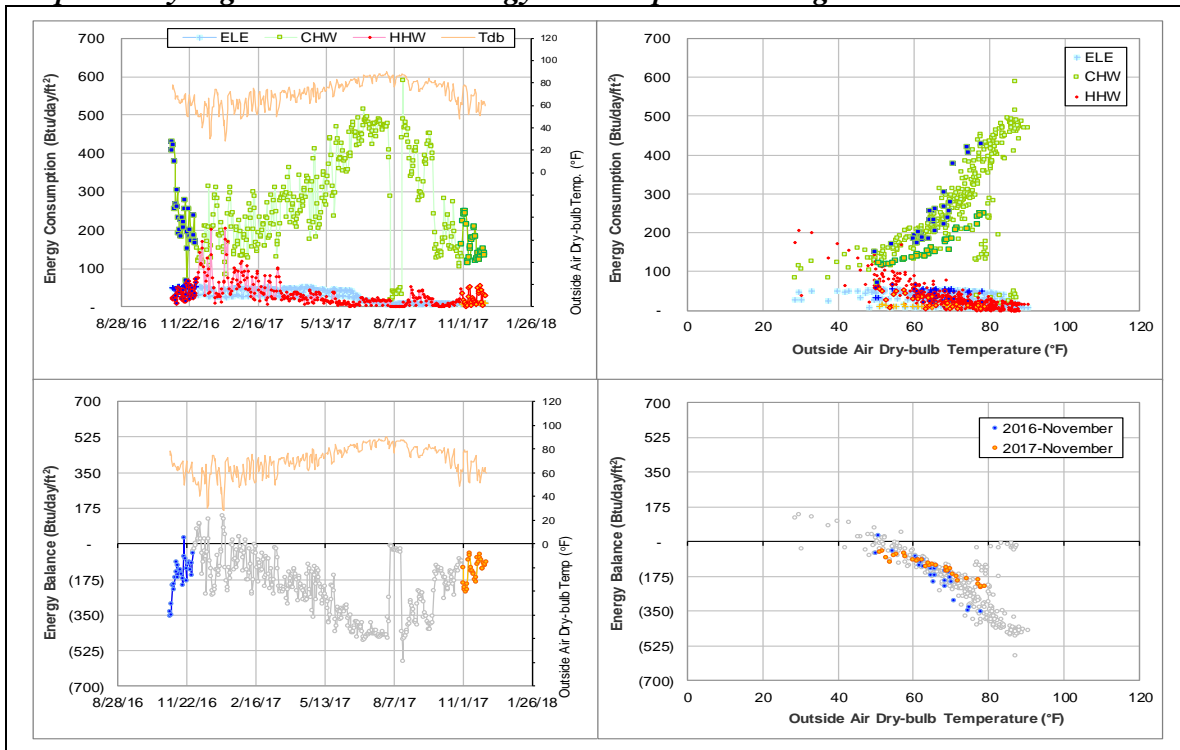 ELE CHW HHW Tdb
Energy Consumption (Btu/day/ft²)
700
600
500
400
300
200
100
-
120
100
80
60
40
20
0
Outside Air Dry-bulb Temp. (°F)
8/28/16 11/22/16 2/16/17 5/13/17 8/7/17 11/1/17 1/26/18
ELE
CHW
HHW
Energy Consumption (Btu/day/ft²)
700
600
500
400
300
200
100
-
0 20 40 60 80 100 120
Outside Air Dry-bulb Temperature (°F)
Energy Balance (Btu/day/ft²)
700
525
350
175
-
(175)
(350)
(525)
(700)
120
100
80
60
40
20
0
Outside Air Dry-bulb Temp (°F)
8/28/16 11/22/16 2/16/17 5/13/17 8/7/17 11/1/17 1/26/18
2016-November
2017-November
Energy Balance (Btu/day/ft²)
700
525
350
175
-
(175)
(350)
(525)
(700)
0 20 40 60 80 100 120
Outside Air Dry-bulb Temperature (°F)